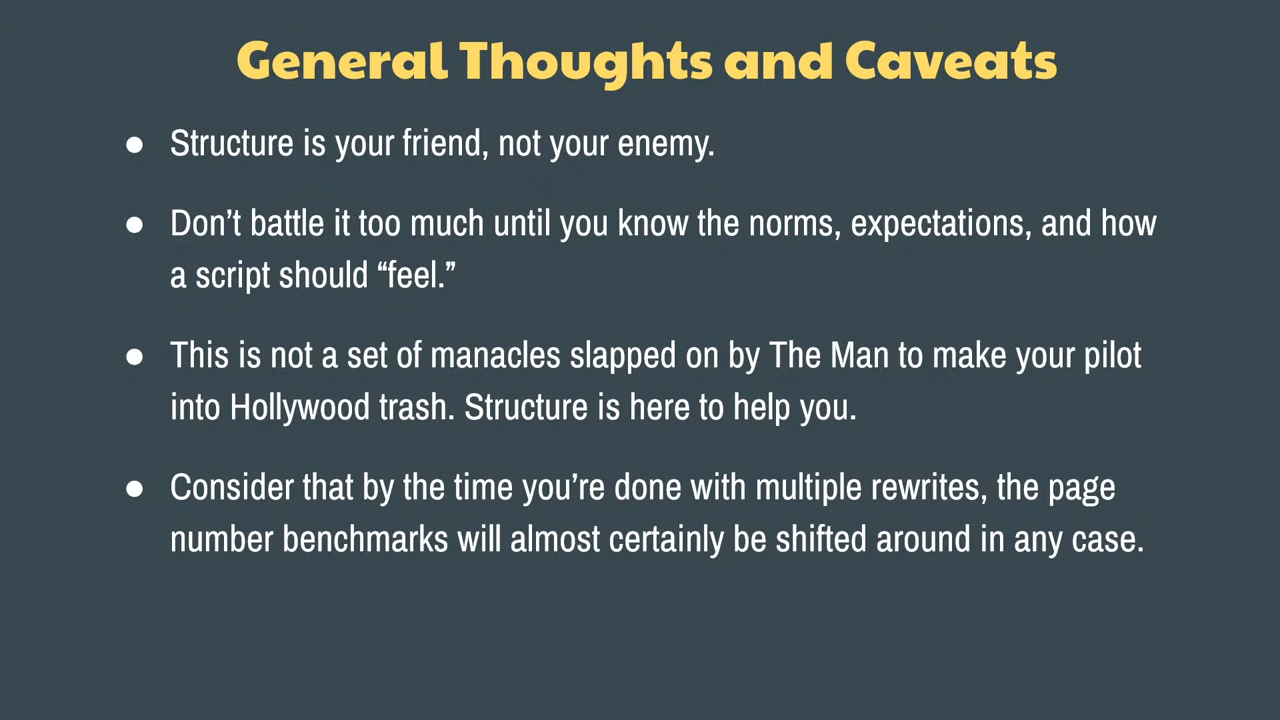 General Thoughts and Caveats
● Structure is your friend, not your enemy.
● Don’t battle it too much until you know the norms, expectations, and how
a script should “feel.”
● This is not a set of manacles slapped on by The Man to make your pilot
into Hollywood trash. Structure is here to help you.
● Consider that by the time you’re done with multiple rewrites, the page
number benchmarks will almost certainly be shifted around in any case.